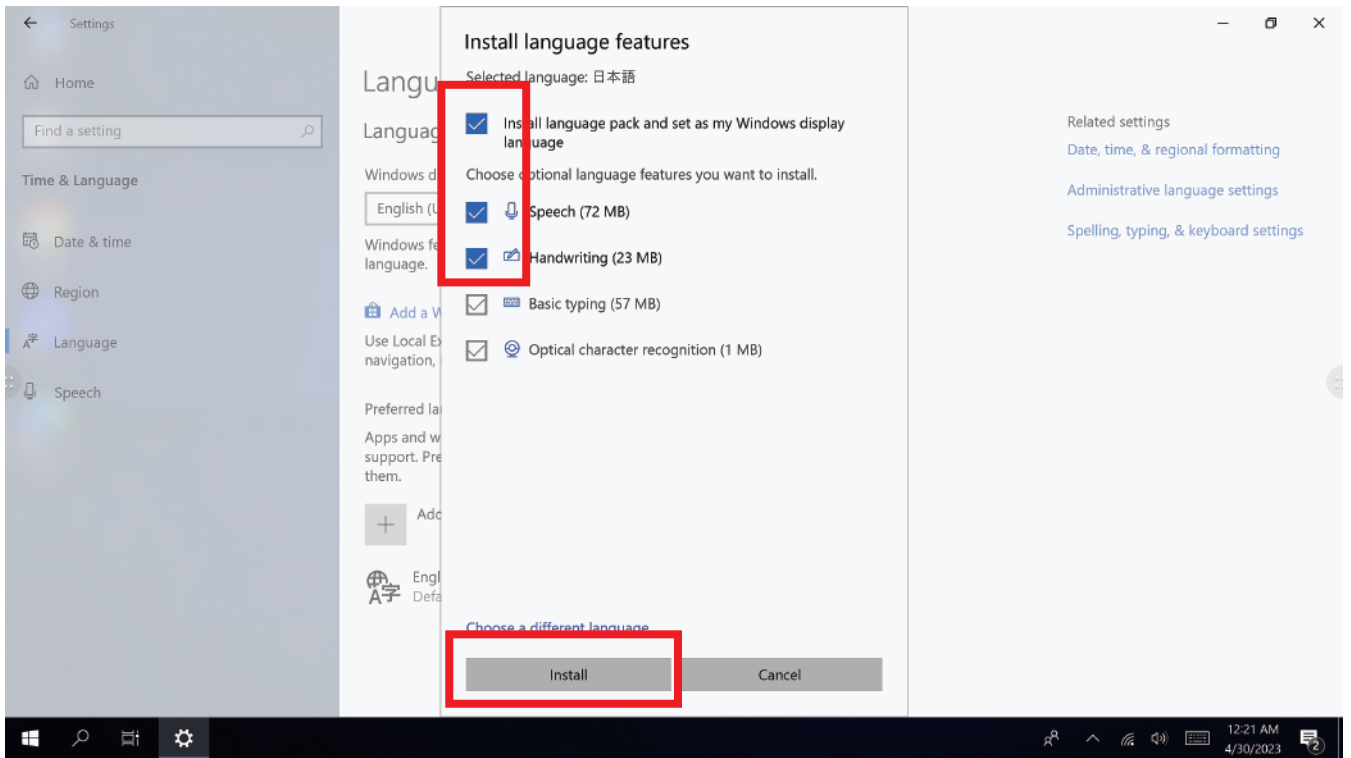 Settings
Home
Find a setting
Time & Language
Date & time
Region
Language
Speech
Langu
Languag
Windows d
English (U
Windows fe
language.
Add a W
Use Local Ex
navigation,
Preferred la
Apps and w
support. Pre
them.
Add
Engl
Defa
Install language features
Selected language: 日本語
Install language pack and set as my Windows display
language
Choose optional language features you want to install.
Speech (72 MB)
Handwriting (23 MB)
Basic typing (57 MB)
Optical character recognition (1 MB)
Choose a different language
Install
Cancel
Related settings
Date, time, & regional formatting
Administrative language settings
Spelling, typing, & keyboard settings
12:21 AM
4/30/2023
2